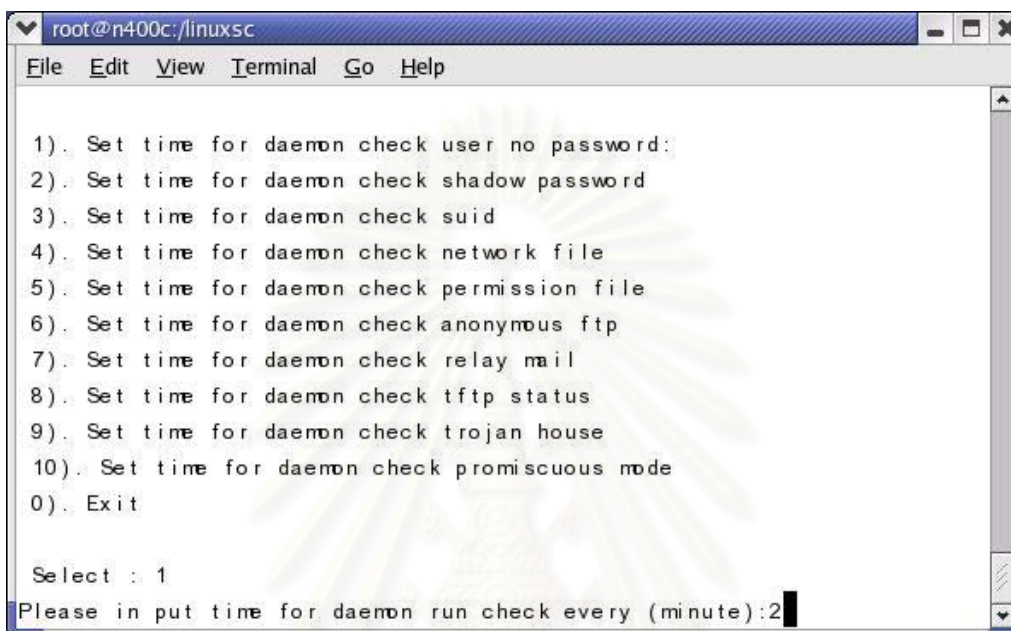 root@n400c:/linuxsc
File Edit View Terminal Go Help
1). Set time for daemon check user no password:
2). Set time for daemon check shadow password
3). Set time for daemon check suid
4). Set time for daemon check network file
5). Set time for daemon check permission file
6). Set time for daemon check anonymous ftp
7). Set time for daemon check relay mail
8). Set time for daemon check tftp status
9). Set time for daemon check trojan house
10). Set time for daemon check promiscuous mode
0). Exit
Select : 1
Please in put time for daemon run check every (minute):2